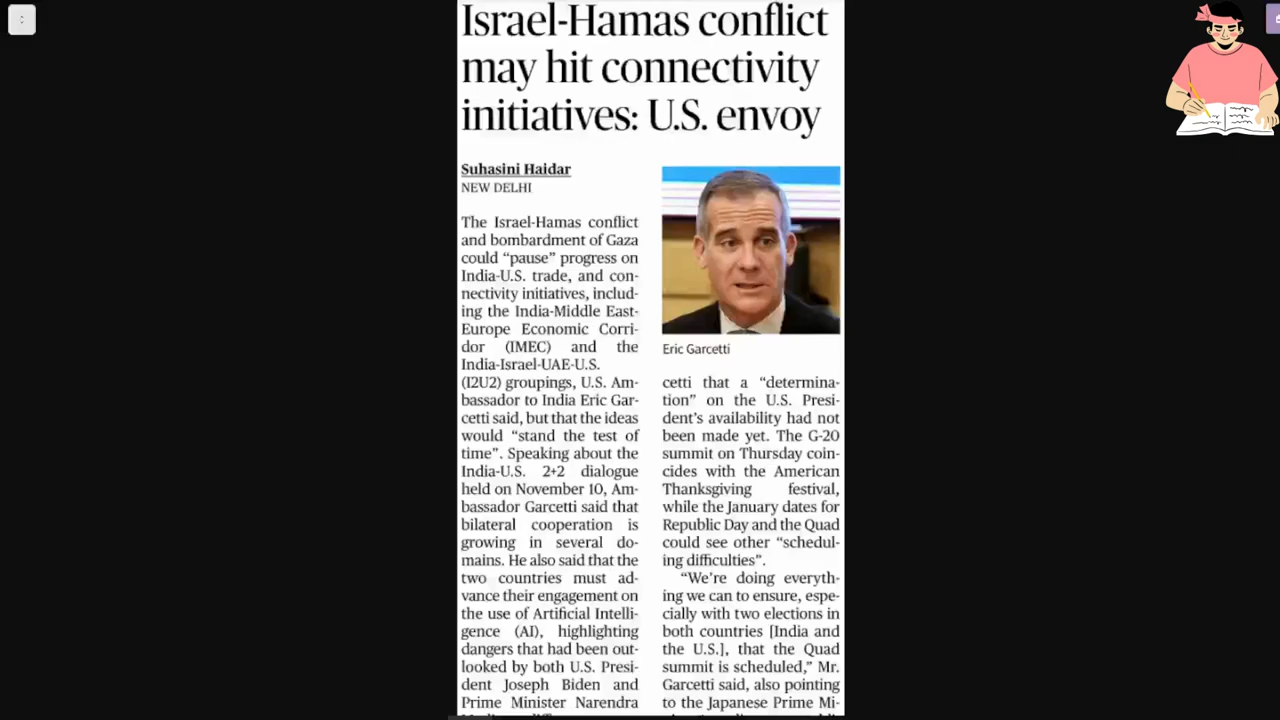 Israel-Hamas conflict
may hit connectivity
initiatives: U.S. envoy
Suhasini Haidar
NEW DELHI
The Israel-Hamas conflict
and bombardment of Gaza
could “pause” progress on
India-U.S. trade, and con-
nectivity initiatives, includ-
ing the India-Middle East-
Europe Economic Corri-
dor (IMEC) and the
India-Israel-UAE-U.S.
(I2U2) groupings, U.S. Am-
bassador to India Eric Gar-
cetti said, but that the ideas
would “stand the test of
time”. Speaking about the
India-U.S. 2+2 dialogue
held on November 10, Am-
bassador Garcetti said that
bilateral cooperation is
growing in several do-
mains. He also said that the
two countries must ad-
vance their engagement on
the use of Artificial Intelli-
gence (AI), highlighting
dangers that had been out-
looked by both U.S. Presi-
dent Joseph Biden and
Prime Minister Narendra
Eric Garcetti
cetti that a “determina-
tion” on the U.S. Presi-
dent’s availability had not
been made yet. The G-20
summit on Thursday coin-
cides with the American
Thanksgiving festival,
while the January dates for
Republic Day and the Quad
could see other “schedul-
ing difficulties”.
“We’re doing everyth-
ing we can to ensure, espe-
cially with two elections in
both countries [India and
the U.S.], that the Quad
summit is scheduled,” Mr.
Garcetti said, also pointing
to the Japanese Prime Mi-